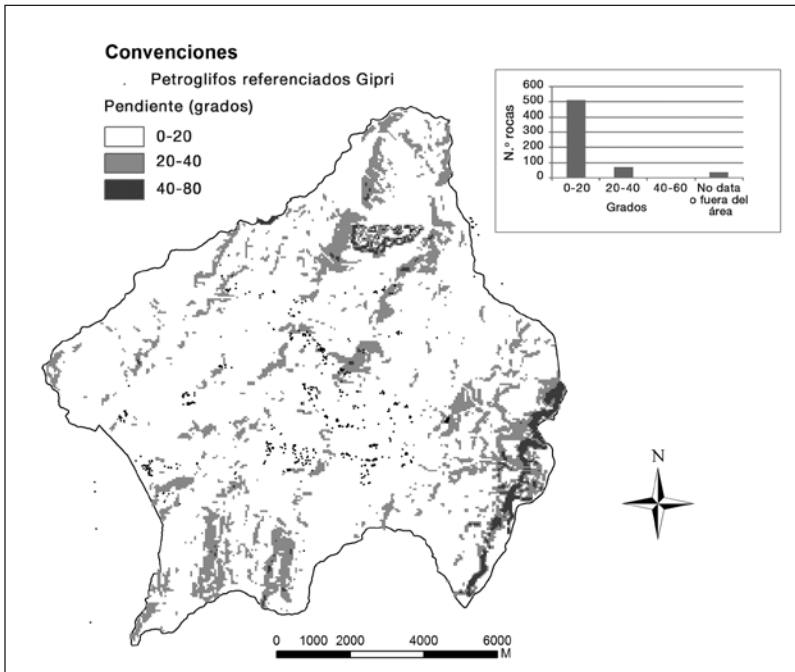 Convenciones
Petroglifos referenciados Gipri
Pendiente (grados)
0-20
20-40
40-80
N.º rocas
600
500
400
300
200
100
0
0-20 20-40 40-60 No data
o fuera del
área
Grados
N
0 1000 2000 4000 6000
M